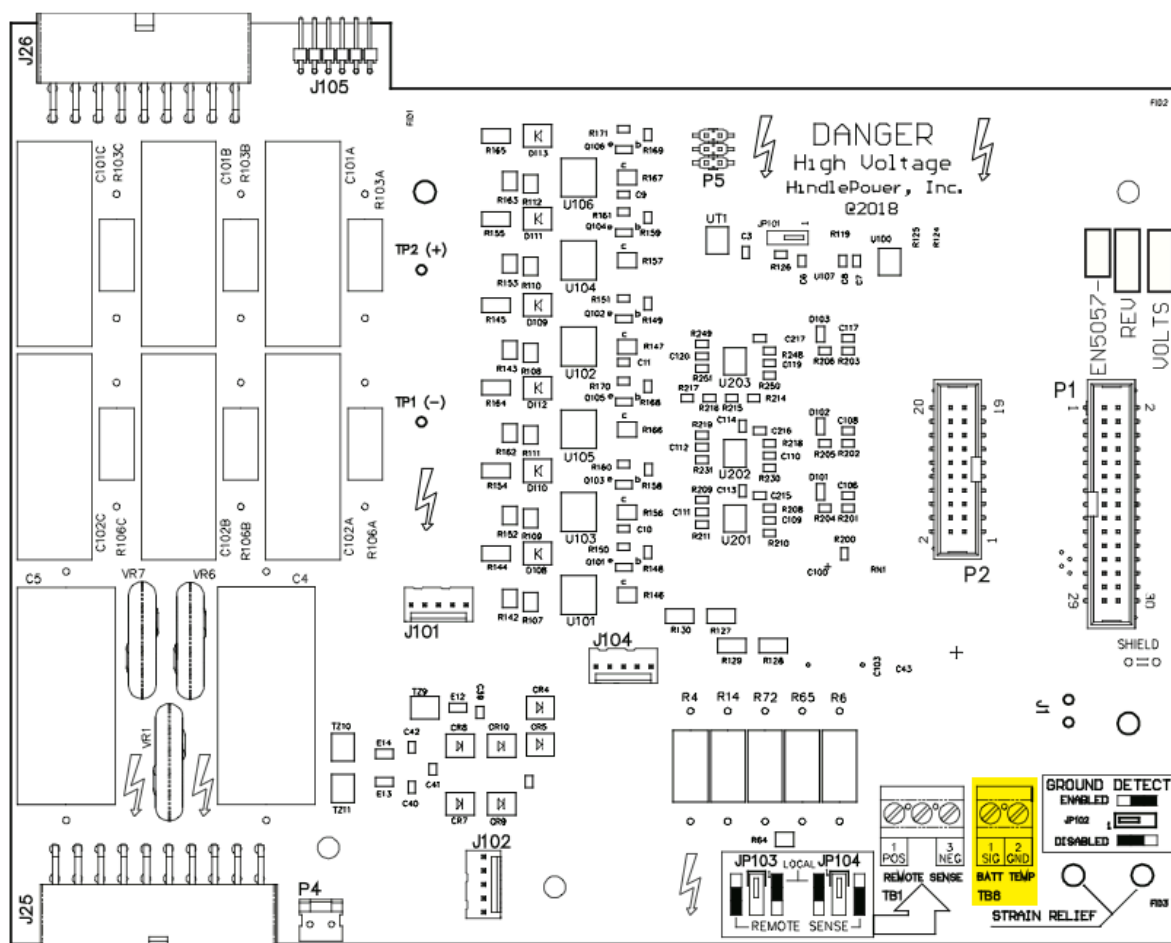 J26
J105
FID1
FID2
C101C
R103C
C101B
R103B
C101A
R103A
R165
D113
R171
Q106
b
R169
P5
DANGER
High Voltage
HindlePower, Inc.
@2018
R163
R112
U106
c
R167
C9
R155
D111
R161
Q104
b
R159
UT1
C3
JP101
1
R119
R126
C6
U107
C8
C7
U100
R125
R124
TP2 (+)
R153
R110
U104
c
R157
EN5057-
REV
VOLTS
R145
D109
R151
Q102
b
R149
R143
R108
U102
c
R147
C11
R249
C120
R251
U203
C217
R248
C119
R250
D103
C117
R206
R203
TP1 (-)
R164
D112
R170
Q105
b
R168
R217
R216
R215
R214
R162
R111
U105
c
R166
C114
R219
C112
R231
U202
C216
R218
C110
R230
D102
C108
R205
R202
20
19
P1
1
2
R154
D110
R160
Q103
b
R158
C113
R209
C111
R211
U201
C215
R208
C109
R210
D101
C106
R204
R201
R152
R109
U103
c
R156
C10
2
1
P2
C102C
R106C
C102B
R106B
C102A
R106A
R144
D108
R150
Q101
b
R148
R200
C100
RN1
C5
VR7
VR6
C4
J101
R142
R107
U101
c
R146
29
30
J104
R130
R127
R129
R128
C103
C43
SHIELD
J1
VR1
TZ10
TZ11
TZ9
E12
C39
CR4
E14
C42
CR8
CR10
CR5
C41
E13
C40
CR7
CR9
R4
R14
R72
R65
R6
R64
J102
J25
P4
JP103
LOCAL
JP104
REMOTE SENSE
1
POS
3
NEG
REMOTE SENSE
TB1
1
SIG
2
GND
BATT TEMP
TB8
GROUND DETECT
ENABLED
JP102
1
DISABLED
STRAIN RELIEF
FID3